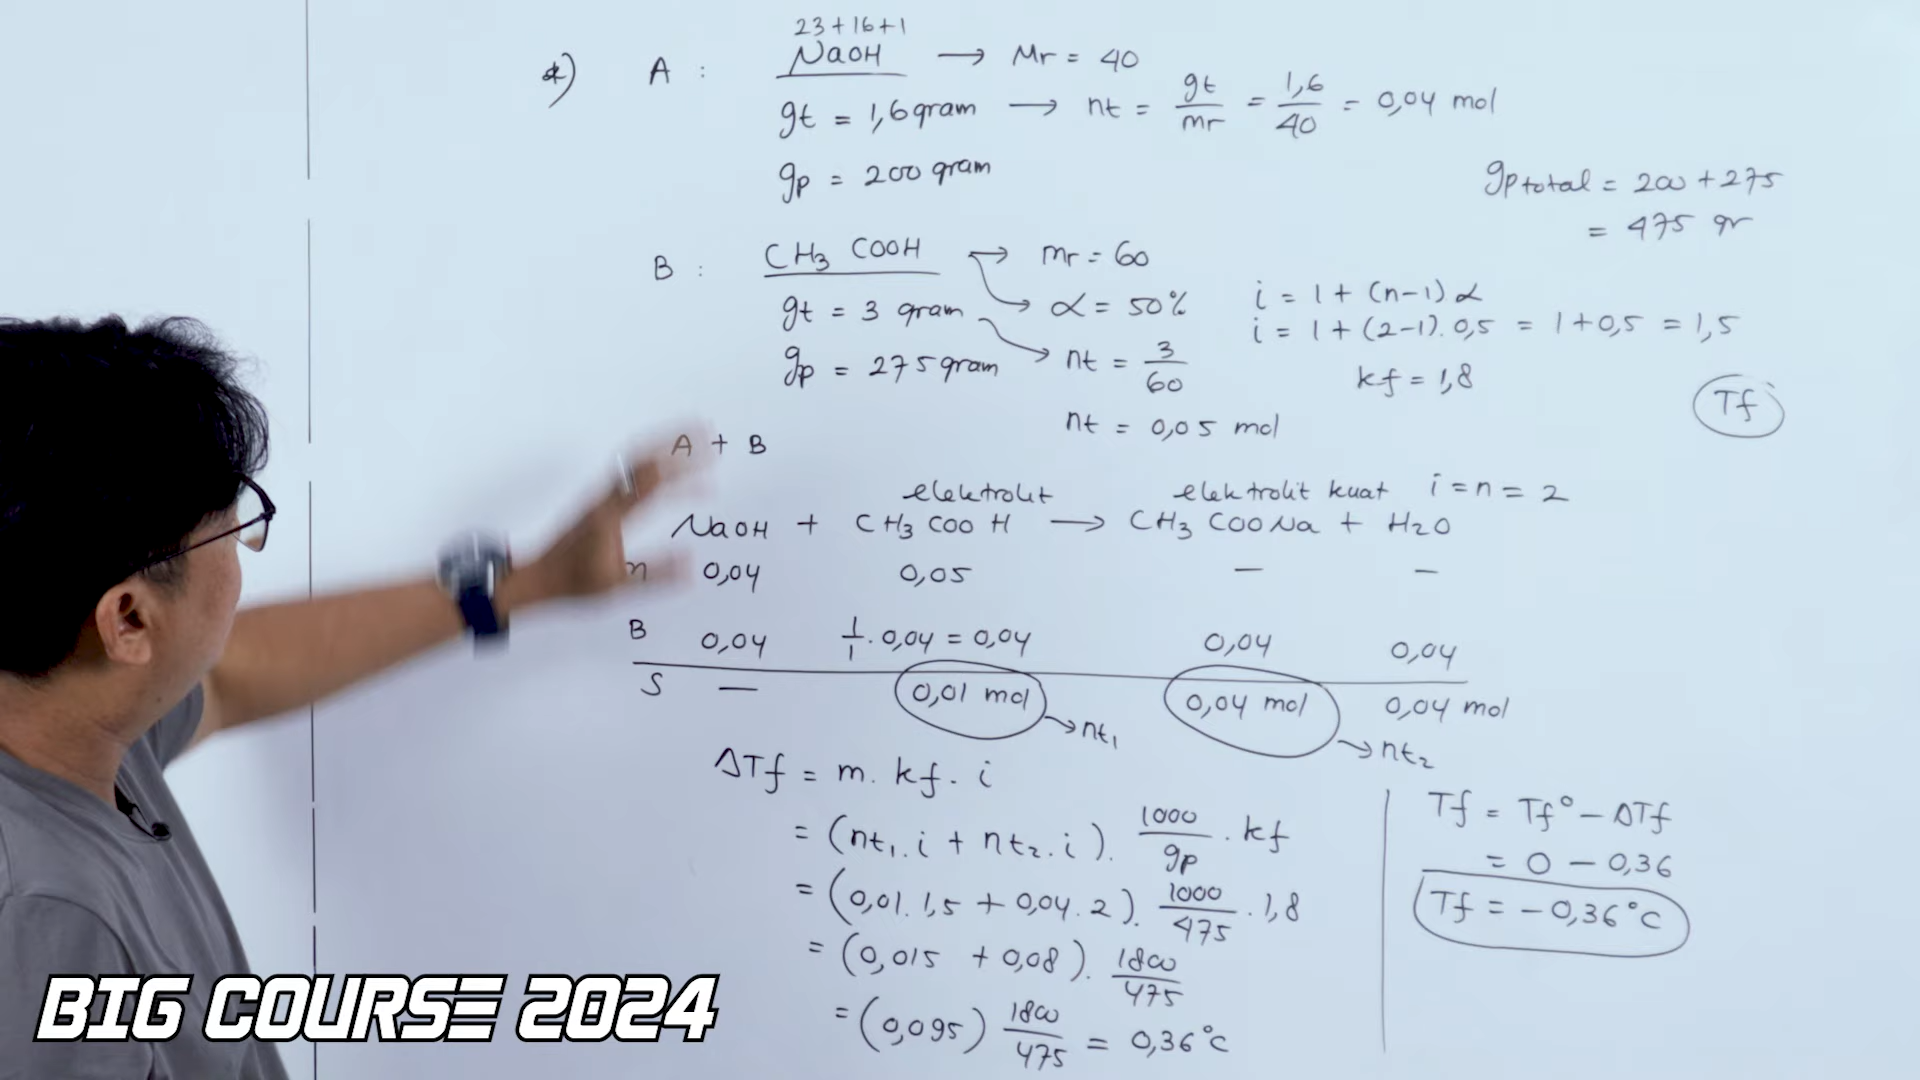 23+16+1
*) A : NaOH → Mr = 40
gt = 1,6 gram → nt = gt/mr = 1,6/40 = 0,04 mol
gp = 200 gram
gp total = 200 + 275
= 475 gr
B : CH3 COOH → mr = 60
→ α = 50%
gt = 3 gram → nt = 3/60
gp = 275 gram
nt = 0,05 mol
i = 1 + (n-1) α
i = 1 + (2-1). 0,5 = 1 + 0,5 = 1,5
kf = 1,8
Tf
A + B
elektrolit elektrolit kuat i = n = 2
NaOH + CH3 COO H → CH3 COO Na + H2O
m 0,04 0,05 — —
B 0,04 1/1 . 0,04 = 0,04 0,04 0,04
S — 0,01 mol 0,04 mol 0,04 mol
→ nt1 → nt2
ΔTf = m. kf. i
= (nt1. i + nt2. i). 1000/gp . kf
= (0,01. 1,5 + 0,04. 2). 1000/475 . 1,8
= (0,015 + 0,08). 1800/475
= (0,095) 1800/475 = 0,36°C
Tf = Tf° - ΔTf
= 0 - 0,36
Tf = -0,36°C
BIG COURSE 2024